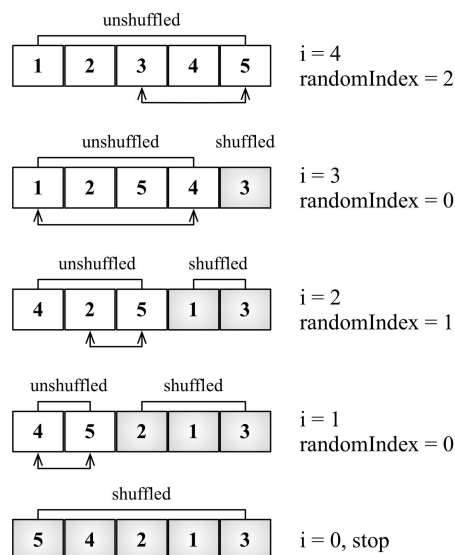 unshuffled
1 2 3 4 5
i = 4
randomIndex = 2
unshuffled shuffled
1 2 5 4 3
i = 3
randomIndex = 0
unshuffled shuffled
4 2 5 1 3
i = 2
randomIndex = 1
unshuffled shuffled
4 5 2 1 3
i = 1
randomIndex = 0
shuffled
5 4 2 1 3
i = 0, stop